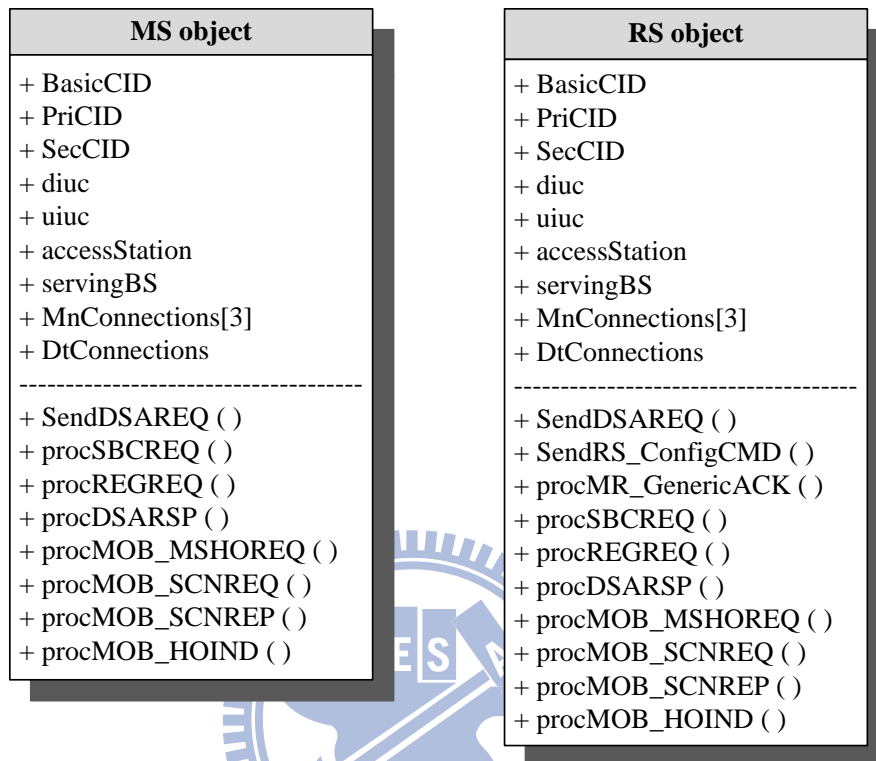 MS object
+ BasicCID
+ PriCID
+ SecCID
+ diuc
+ uiuc
+ accessStation
+ servingBS
+ MnConnections[3]
+ DtConnections
--------------------------------------
+ SendDSAREQ ( )
+ procSBCREQ ( )
+ procREGREQ ( )
+ procDSARSP ( )
+ procMOB_MSHOREQ ( )
+ procMOB_SCNREQ ( )
+ procMOB_SCNREP ( )
+ procMOB_HOIND ( )
RS object
+ BasicCID
+ PriCID
+ SecCID
+ diuc
+ uiuc
+ accessStation
+ servingBS
+ MnConnections[3]
+ DtConnections
--------------------------------------
+ SendDSAREQ ( )
+ SendRS_ConfigCMD ( )
+ procMR_GenericACK ( )
+ procSBCREQ ( )
+ procREGREQ ( )
+ procDSARSP ( )
+ procMOB_MSHOREQ ( )
+ procMOB_SCNREQ ( )
+ procMOB_SCNREP ( )
+ procMOB_HOIND ( )
E S A